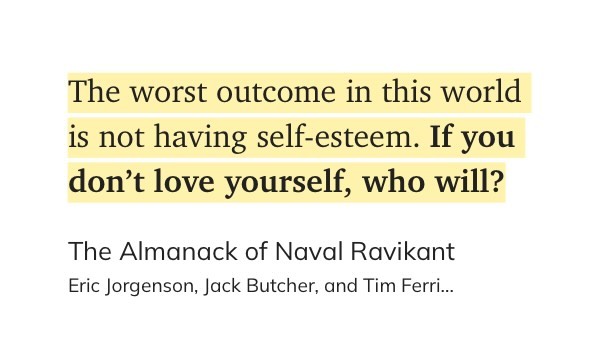 The worst outcome in this world
is not having self-esteem. If you
don’t love yourself, who will?
The Almanack of Naval Ravikant
Eric Jorgenson, Jack Butcher, and Tim Ferri...